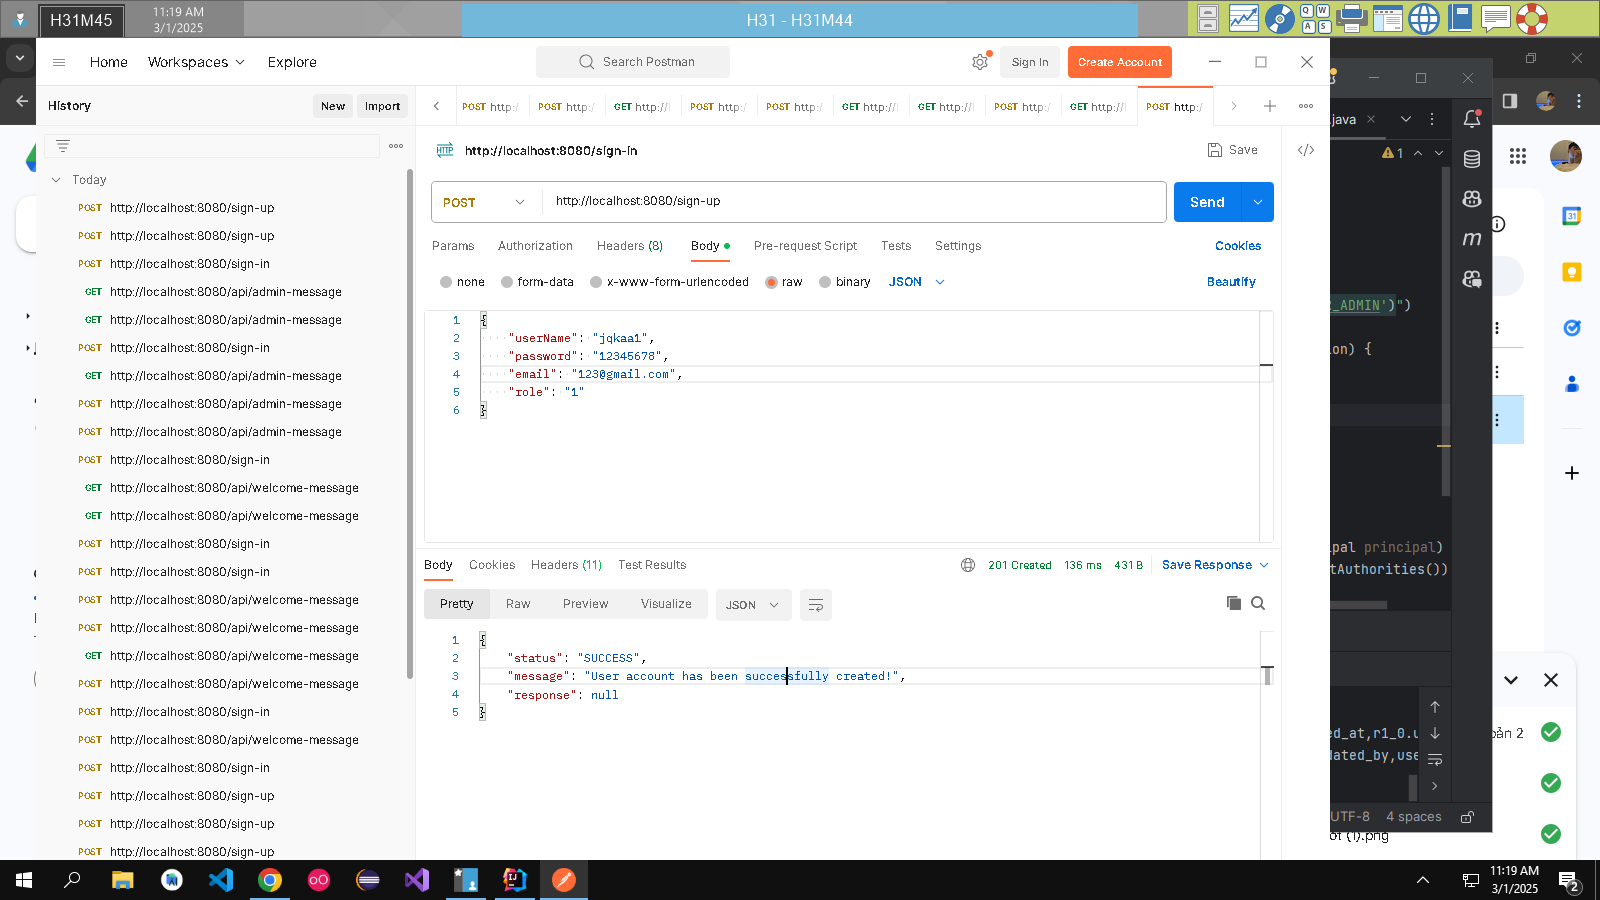 H31M45
11:19 AM
3/1/2025
H31 - H31M44
Home
Workspaces
Explore
Search Postman
Sign In
Create Account
History
New
Import
POST http:/
POST http:/
GET http://l
POST http:/
POST http:/
GET http://l
GET http://l
POST http:/
GET http://l
POST http:/
HTTP
http://localhost:8080/sign-in
Save
</>
Today
POST http://localhost:8080/sign-up
POST http://localhost:8080/sign-up
POST http://localhost:8080/sign-in
GET http://localhost:8080/api/admin-message
GET http://localhost:8080/api/admin-message
POST http://localhost:8080/sign-in
GET http://localhost:8080/api/admin-message
POST http://localhost:8080/api/admin-message
POST http://localhost:8080/api/admin-message
POST http://localhost:8080/sign-in
GET http://localhost:8080/api/welcome-message
GET http://localhost:8080/api/welcome-message
POST http://localhost:8080/sign-in
POST http://localhost:8080/sign-in
POST http://localhost:8080/api/welcome-message
POST http://localhost:8080/api/welcome-message
GET http://localhost:8080/api/welcome-message
POST http://localhost:8080/api/welcome-message
POST http://localhost:8080/sign-in
POST http://localhost:8080/api/welcome-message
POST http://localhost:8080/sign-in
POST http://localhost:8080/sign-up
POST http://localhost:8080/sign-up
POST http://localhost:8080/sign-up
POST
http://localhost:8080/sign-up
Send
Params
Authorization
Headers (8)
Body
Pre-request Script
Tests
Settings
Cookies
none
form-data
x-www-form-urlencoded
raw
binary
JSON
Beautify
1 {
2 "userName": "jqkaa1",
3 "password": "12345678",
4 "email": "123@gmail.com",
5 "role": "1"
6 }
Body
Cookies
Headers (11)
Test Results
201 Created
136 ms
431 B
Save Response
Pretty
Raw
Preview
Visualize
JSON
1 {
2 "status": "SUCCESS",
3 "message": "User account has been successfully created!",
4 "response": null
5 }
.java
1
_ADMIN')")
on) {
ipal principal)
tAuthorities())
ed_at,r1_0.u
dated_by,use
UTF-8
4 spaces
m
31
bản 2
(1).png
11:19 AM
3/1/2025
2